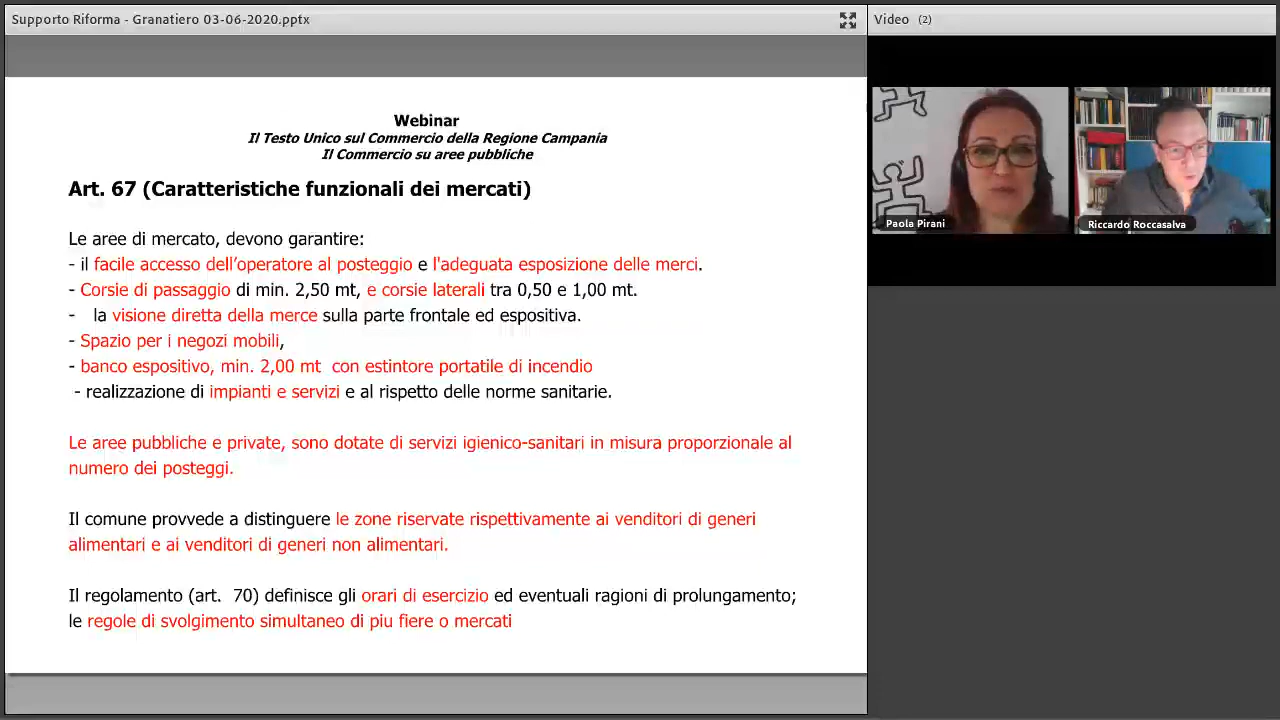 Supporto Riforma - Granatiero 03-06-2020.pptx
Video (2)
Webinar
Il Testo Unico sul Commercio della Regione Campania
Il Commercio su aree pubbliche
Art. 67 (Caratteristiche funzionali dei mercati)
Le aree di mercato, devono garantire:
- il facile accesso dell’operatore al posteggio e l'adeguata esposizione delle merci.
- Corsie di passaggio di min. 2,50 mt, e corsie laterali tra 0,50 e 1,00 mt.
- la visione diretta della merce sulla parte frontale ed espositiva.
- Spazio per i negozi mobili,
- banco espositivo, min. 2,00 mt con estintore portatile di incendio
- realizzazione di impianti e servizi e al rispetto delle norme sanitarie.
Le aree pubbliche e private, sono dotate di servizi igienico-sanitari in misura proporzionale al
numero dei posteggi.
Il comune provvede a distinguere le zone riservate rispettivamente ai venditori di generi
alimentari e ai venditori di generi non alimentari.
Il regolamento (art. 70) definisce gli orari di esercizio ed eventuali ragioni di prolungamento;
le regole di svolgimento simultaneo di piu fiere o mercati
Paola Pirani
Riccardo Roccasalva